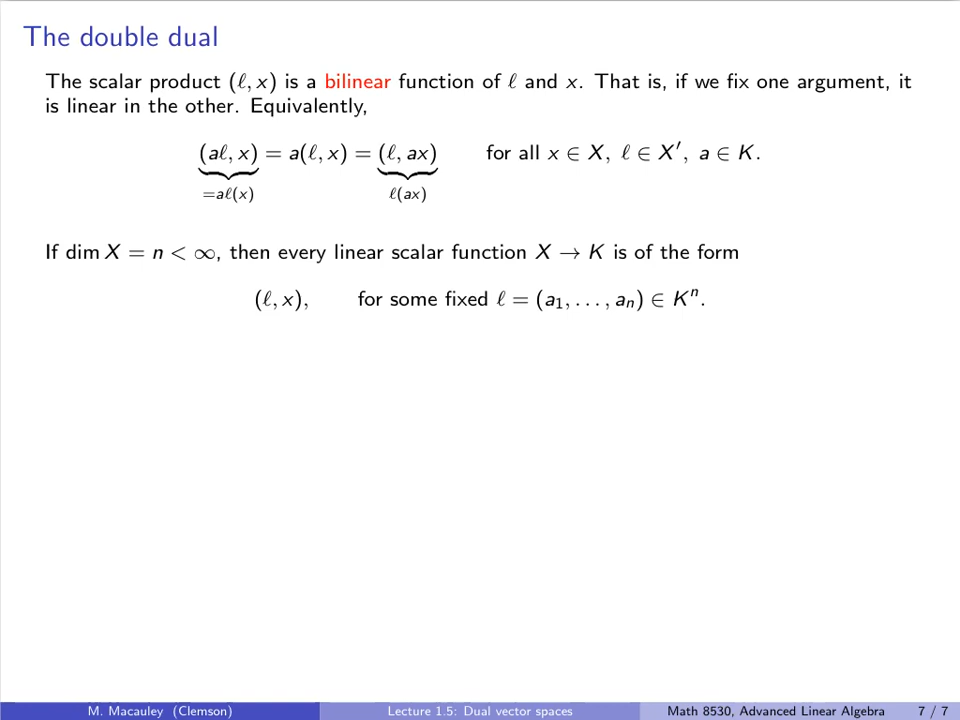 The double dual
The scalar product (ℓ, x) is a bilinear function of ℓ and x. That is, if we fix one argument, it
is linear in the other. Equivalently,
(aℓ, x) = a(ℓ, x) = (ℓ, ax) for all x ∈ X, ℓ ∈ X′, a ∈ K.
=aℓ(x) ℓ(ax)
If dim X = n < ∞, then every linear scalar function X → K is of the form
(ℓ, x), for some fixed ℓ = (a₁, . . . , aₙ) ∈ Kⁿ.
M. Macauley (Clemson) Lecture 1.5: Dual vector spaces Math 8530, Advanced Linear Algebra 7 / 7